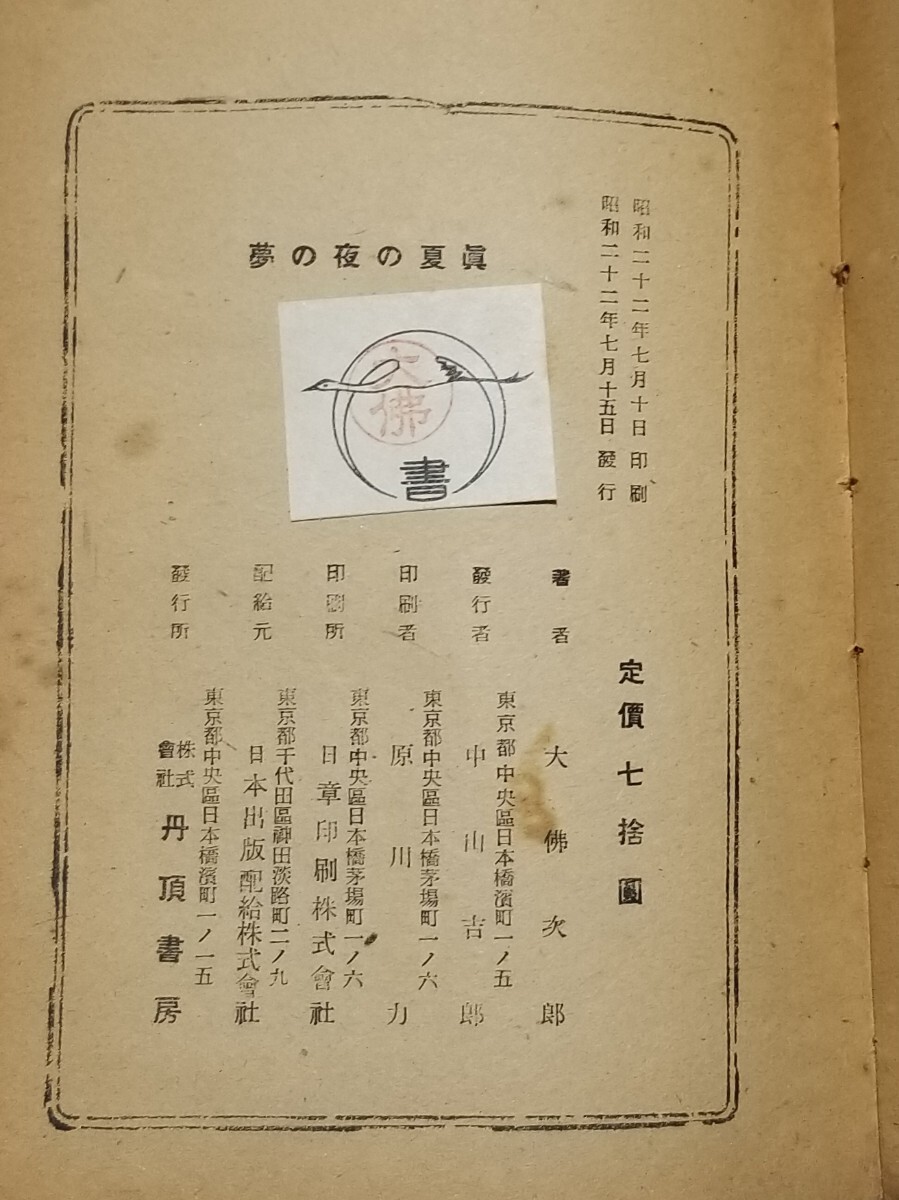 昭和二十二年七月十日 印刷
昭和二十二年七月十五日 發行
眞夏の夜の夢
大佛
書
定價七拾圓
著者 大佛次郎
東京都中央區日本橋濱町一ノ五
發行者 中山吉郎
東京都中央區日本橋茅場町一ノ六
印刷者 原川力
東京都中央區日本橋茅場町一ノ六
印刷所 日章印刷株式會社
東京都千代田區神田淡路町二ノ九
配給元 日本出版配給株式會社
東京都中央區日本橋濱町一ノ一五
發行所 株式會社 丹頂書房